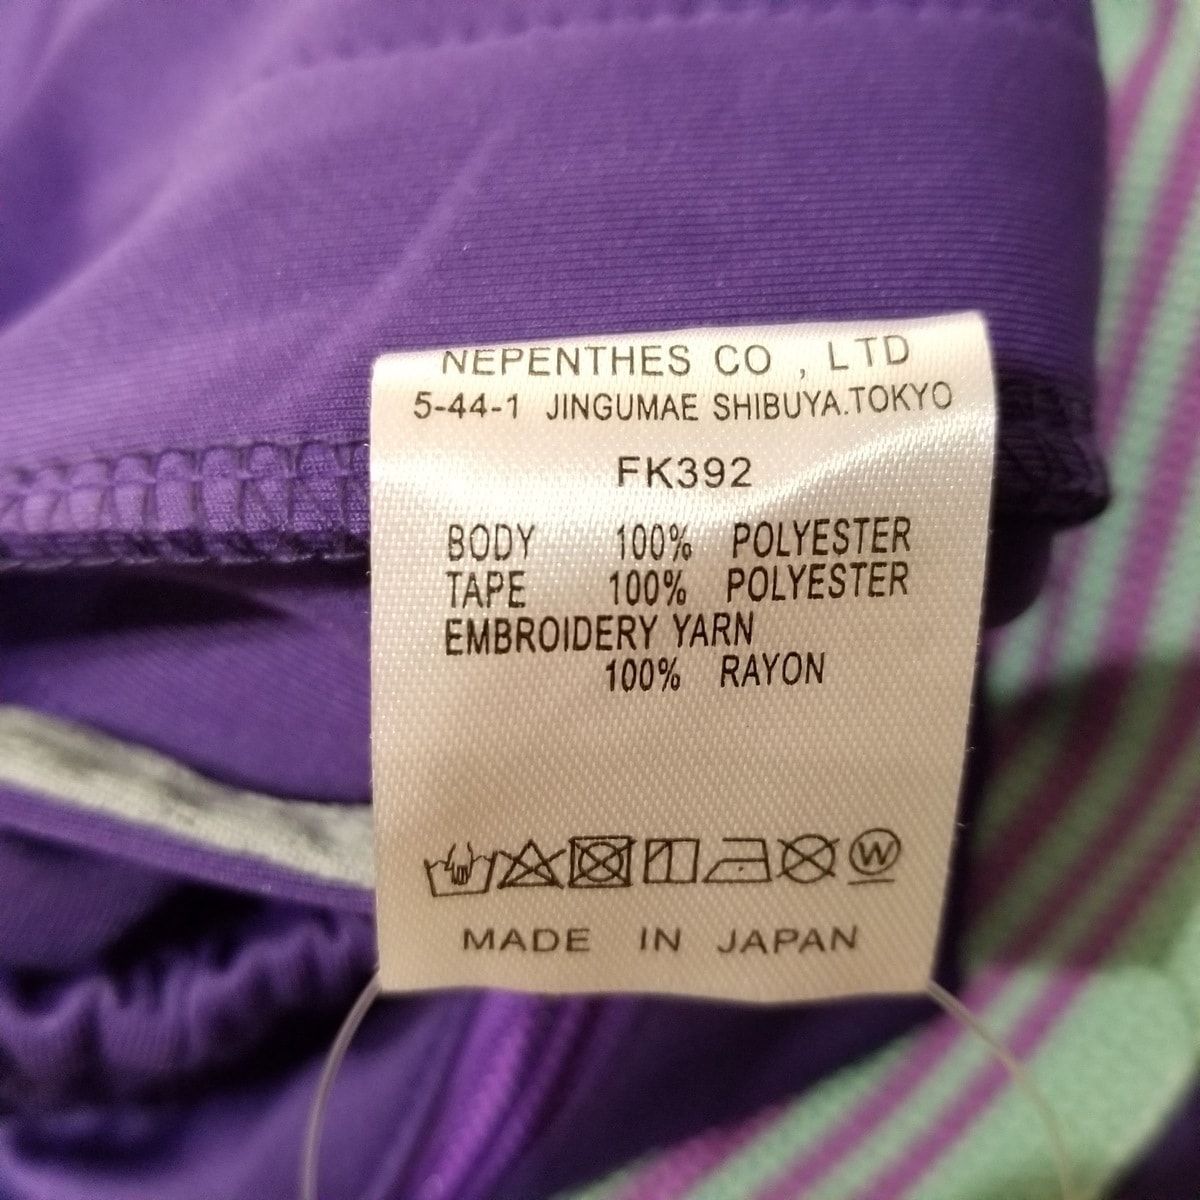 NEPENTHES CO , LTD
5-44-1 JINGUMAE SHIBUYA.TOKYO
FK392
BODY 100% POLYESTER
TAPE 100% POLYESTER
EMBROIDERY YARN
100% RAYON
W
MADE IN JAPAN